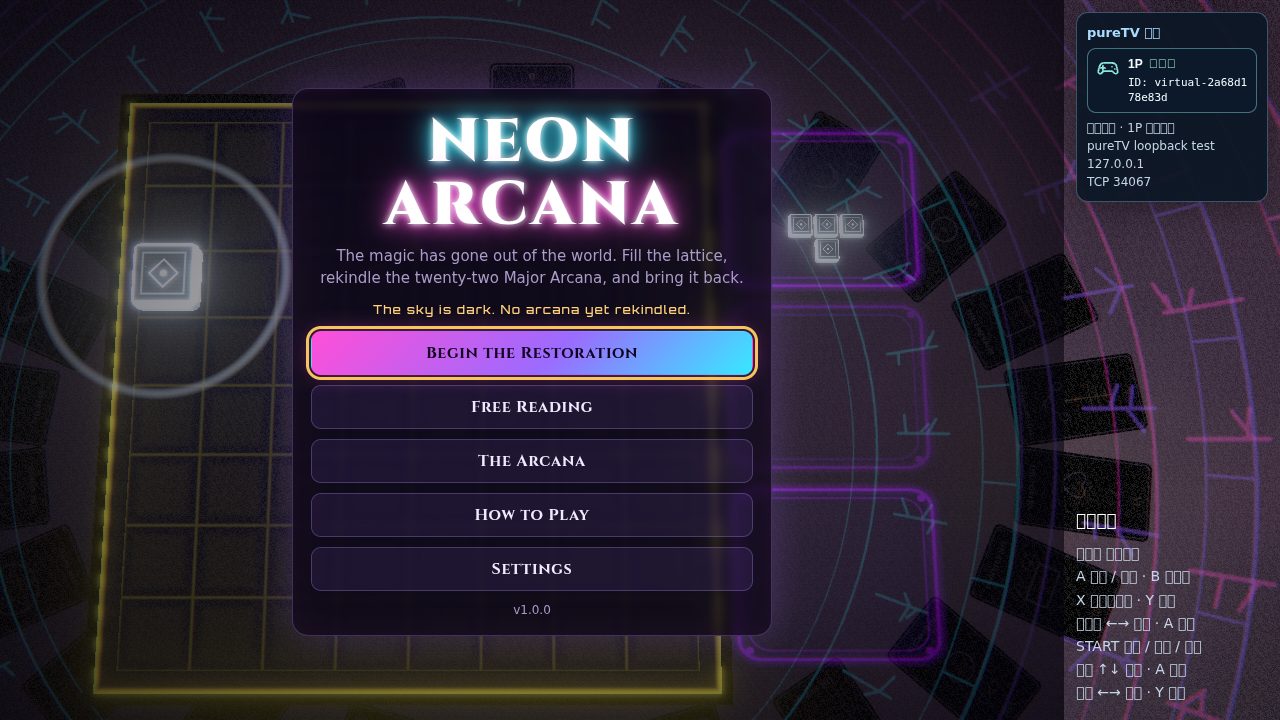 NEON
ARCANA
The magic has gone out of the world. Fill the lattice,
rekindle the twenty-two Major Arcana, and bring it back.
The sky is dark. No arcana yet rekindled.
Begin the Restoration
Free Reading
The Arcana
How to Play
Settings
v1.0.0
pureTV
1P
ID: virtual-2a68d1
78e83d
· 1P
pureTV loopback test
127.0.0.1
TCP 34067
A / · B
X · Y
←→ · A
START / /
↑↓ · A
←→ · Y